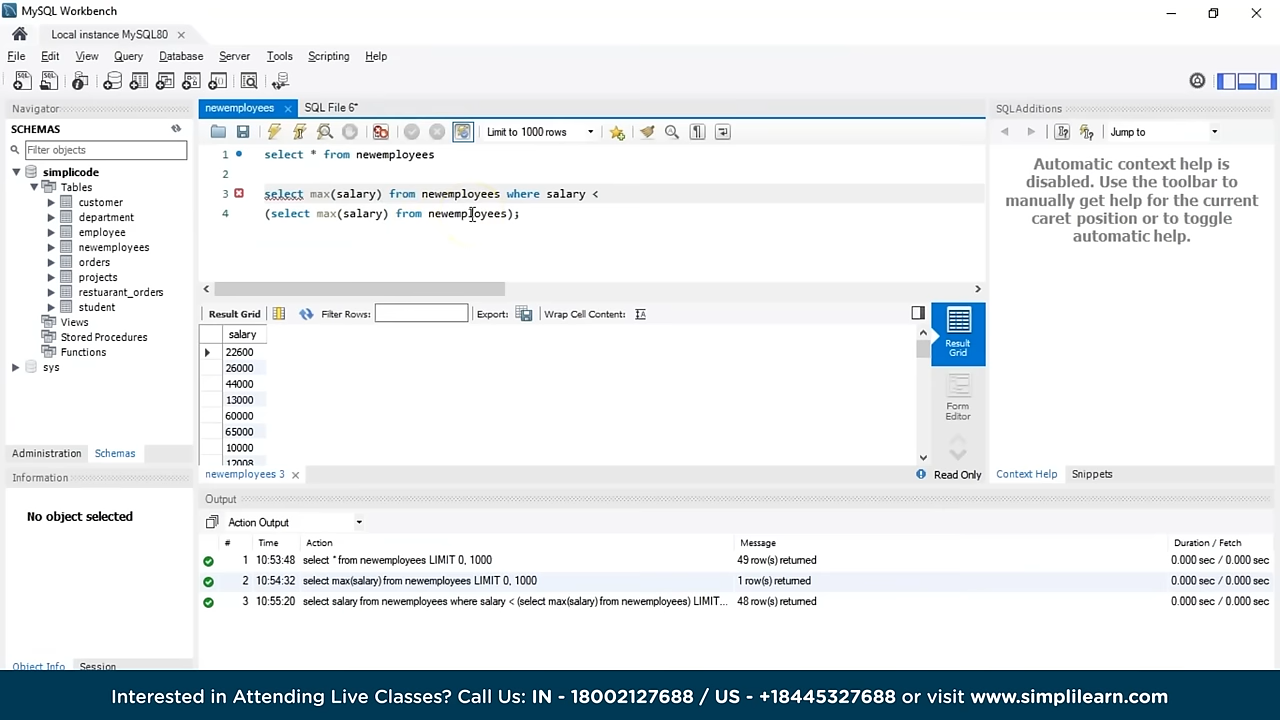 MySQL Workbench
Local instance MySQL80
File Edit View Query Database Server Tools Scripting Help
Navigator
SCHEMAS
Filter objects
simplicode
Tables
customer
department
employee
newemployees
orders
projects
restuarant_orders
student
Views
Stored Procedures
Functions
sys
Administration Schemas
Information
No object selected
Object Info Session
newemployees SQL File 6*
Limit to 1000 rows
1 select * from newemployees
2
3 select max(salary) from newemployees where salary <
4 (select max(salary) from newemployees);
Result Grid Filter Rows: Export: Wrap Cell Content:
salary
22600
26000
44000
13000
60000
65000
10000
12008
Result
Grid
Form
Editor
newemployees 3
Read Only
SQLAdditions
Jump to
Automatic context help is
disabled. Use the toolbar to
manually get help for the current
caret position or to toggle
automatic help.
Context Help Snippets
Output
Action Output
# Time Action Message Duration / Fetch
1 10:53:48 select * from newemployees LIMIT 0, 1000 49 row(s) returned 0.000 sec / 0.000 sec
2 10:54:32 select max(salary) from newemployees LIMIT 0, 1000 1 row(s) returned 0.000 sec / 0.000 sec
3 10:55:20 select salary from newemployees where salary < (select max(salary) from newemployees) LIMIT... 48 row(s) returned 0.000 sec / 0.000 sec
Interested in Attending Live Classes? Call Us: IN - 18002127688 / US - +18445327688 or visit www.simplilearn.com